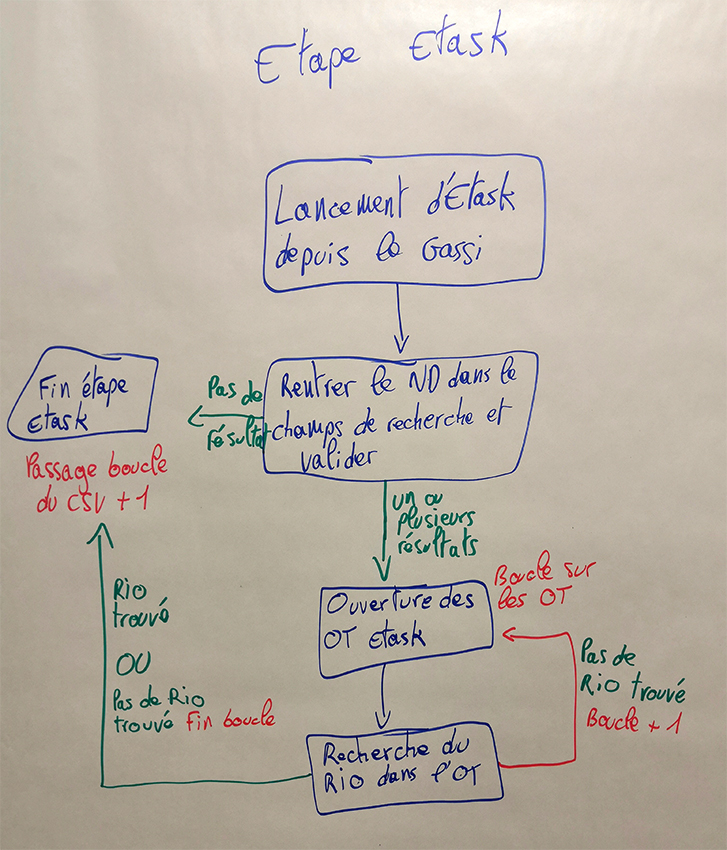 Etape Etask
Lancement d'Etask
depuis le Gassi
Rentrer le ND dans le
champs de recherche et
valider
Pas de
résultat
Fin étape
etask
Passage boucle
du CSV + 1
un ou
plusieurs
résultats
Ouverture des
OT etask
Boucle sur
les OT
Rio
trouvé
OU
Pas de Rio
trouvé Fin boucle
Pas de
Rio trouvé
Boucle + 1
Recherche du
Rio dans l'OT